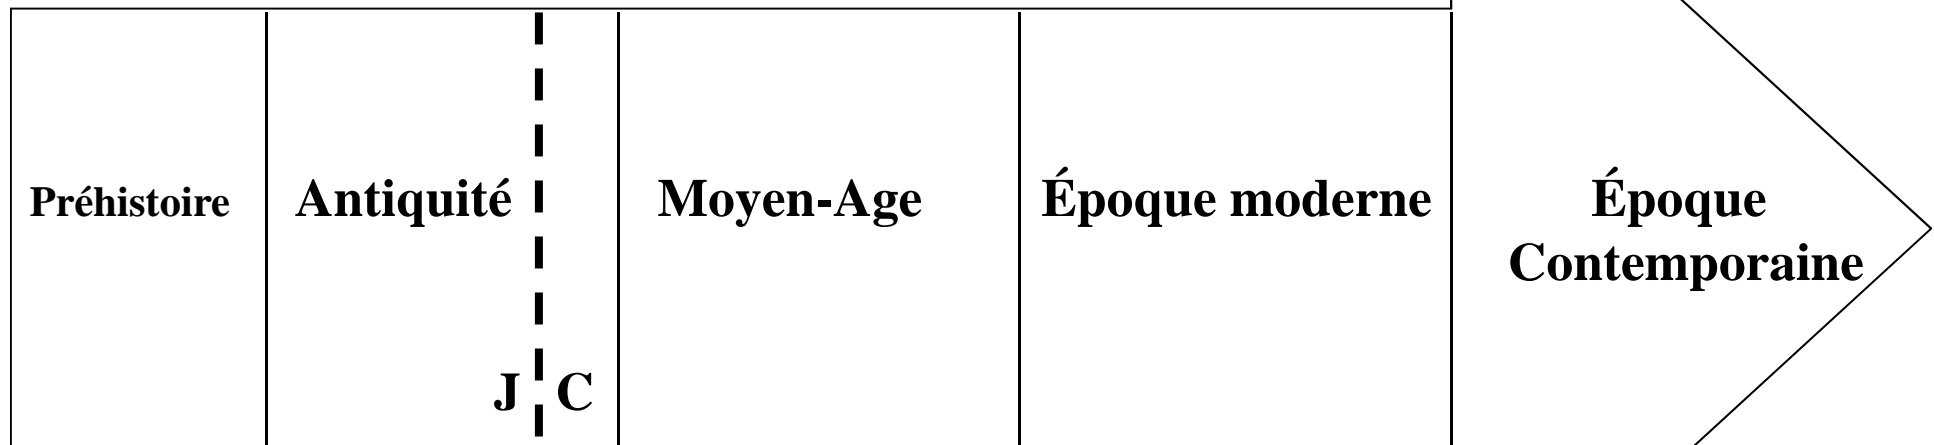 Préhistoire
Antiquité
Moyen-Age
Époque moderne
Époque
Contemporaine
J C